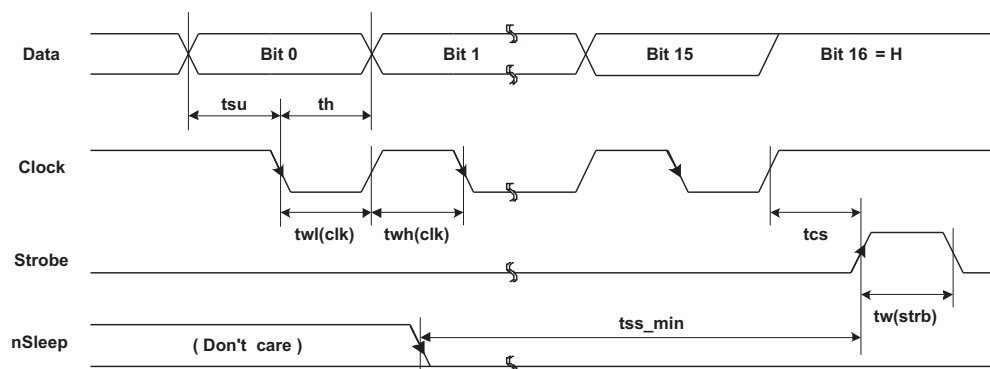 Data
Bit 0
Bit 1
Bit 15
Bit 16 = H
tsu
th
Clock
twl(clk)
twh(clk)
tcs
Strobe
tw(strb)
tss_min
nSleep
( Don't care )